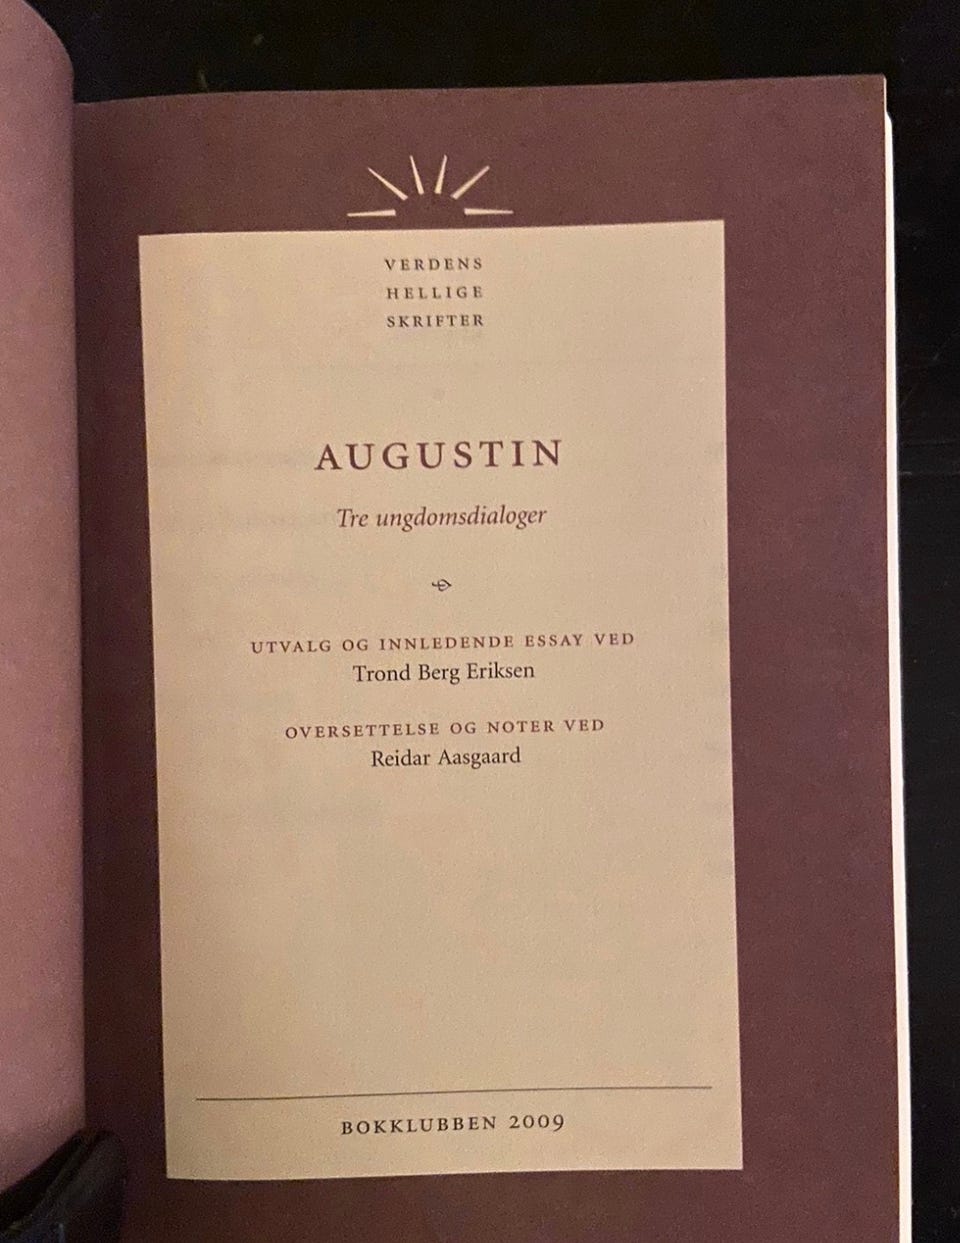 VERDENS
HELLIGE
SKRIFTER
AUGUSTIN
Tre ungdomsdialoger
UTVALG OG INNLEDENDE ESSAY VED
Trond Berg Eriksen
OVERSETTELSE OG NOTER VED
Reidar Aasgaard
BOKKLUBBEN 2009